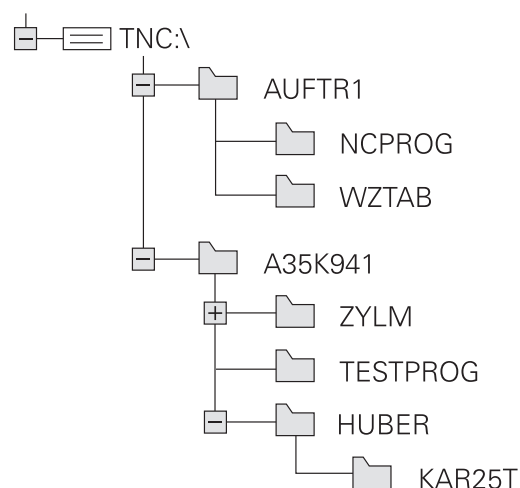 TNC:\
AUFTR1
NCPROG
WZTAB
A35K941
ZYLM
TESTPROG
HUBER
KAR25T